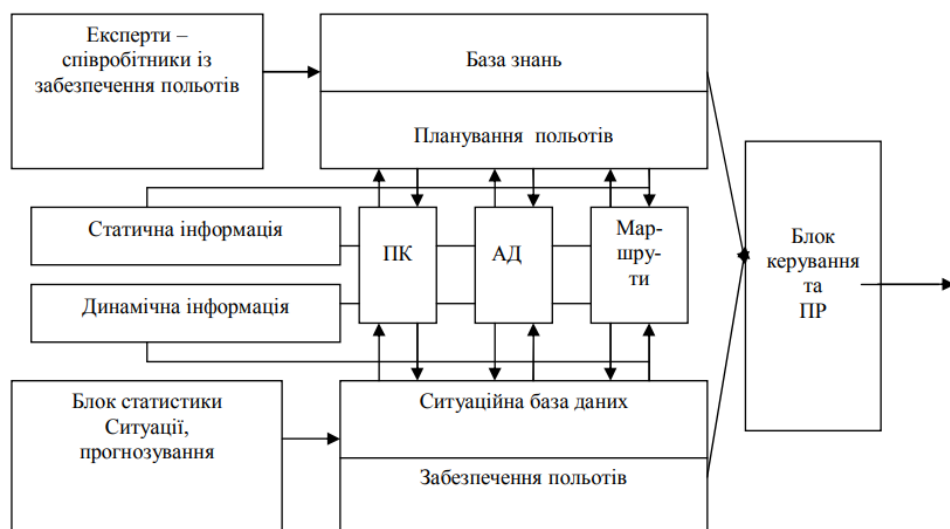 Експерти –
співробітники із
забезпечення польотів
База знань
Планування польотів
Статична інформація
ПК
АД
Мар-
шру-
ти
Блок
керування
та
ПР
Динамічна інформація
Блок статистики
Ситуації,
прогнозування
Ситуаційна база даних
Забезпечення польотів